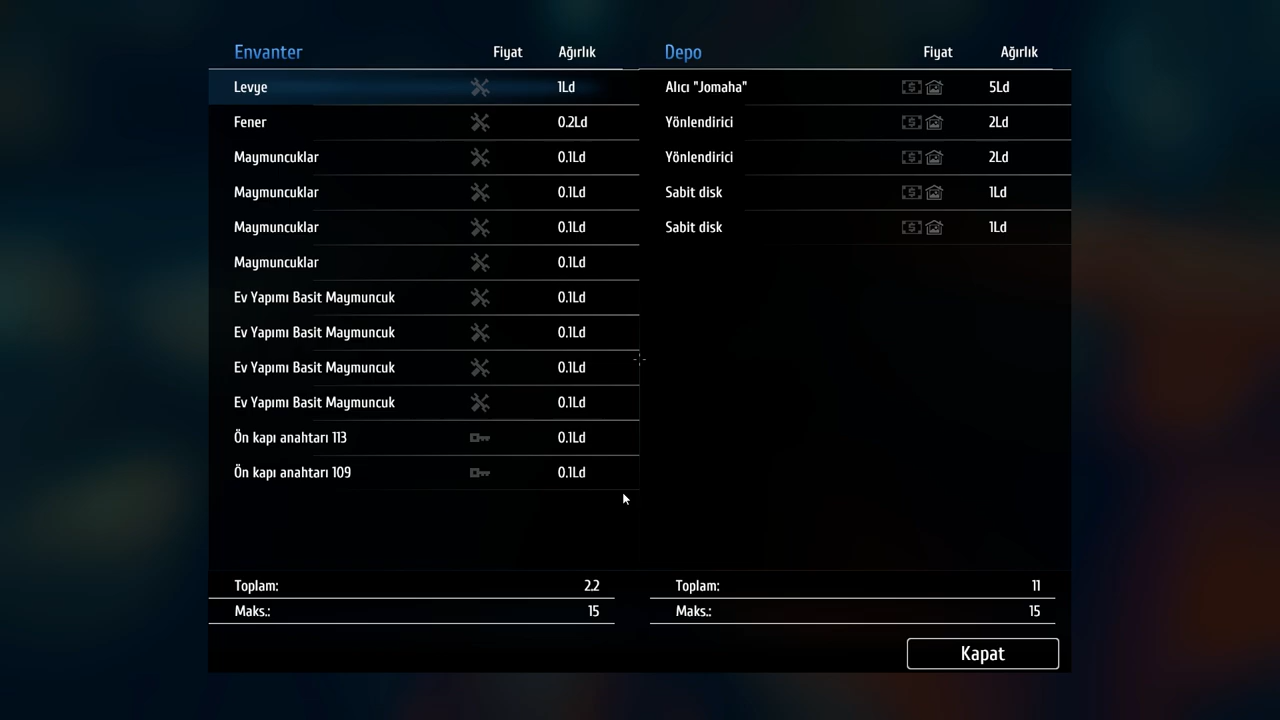 Envanter Fiyat Ağırlık
Levye 1Ld
Fener 0.2Ld
Maymuncuklar 0.1Ld
Maymuncuklar 0.1Ld
Maymuncuklar 0.1Ld
Maymuncuklar 0.1Ld
Ev Yapımı Basit Maymuncuk 0.1Ld
Ev Yapımı Basit Maymuncuk 0.1Ld
Ev Yapımı Basit Maymuncuk 0.1Ld
Ev Yapımı Basit Maymuncuk 0.1Ld
Ön kapı anahtarı 113 0.1Ld
Ön kapı anahtarı 109 0.1Ld
Toplam: 2.2
Maks.: 15
Depo Fiyat Ağırlık
Alıcı "Jomaha" 5Ld
Yönlendirici 2Ld
Yönlendirici 2Ld
Sabit disk 1Ld
Sabit disk 1Ld
Toplam: 11
Maks.: 15
Kapat